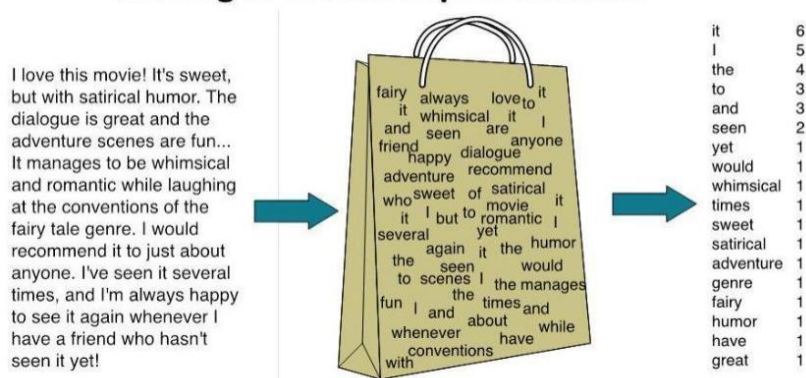 I love this movie! It's sweet,
but with satirical humor. The
dialogue is great and the
adventure scenes are fun...
It manages to be whimsical
and romantic while laughing
at the conventions of the
fairy tale genre. I would
recommend it to just about
anyone. I've seen it several
times, and I'm always happy
to see it again whenever I
have a friend who hasn't
seen it yet!
fairy always love to it
it whimsical it I
and seen are
friend anyone
happy dialogue
adventure recommend
who sweet of satirical
it I but to movie it
romantic I
several yet
again it the humor
the seen would
to scenes I the manages
fun I and the times and
about while
whenever have
conventions
with
it 6
I 5
the 4
to 3
and 3
seen 2
yet 1
would 1
whimsical 1
times 1
sweet 1
satirical 1
adventure 1
genre 1
fairy 1
humor 1
have 1
great 1